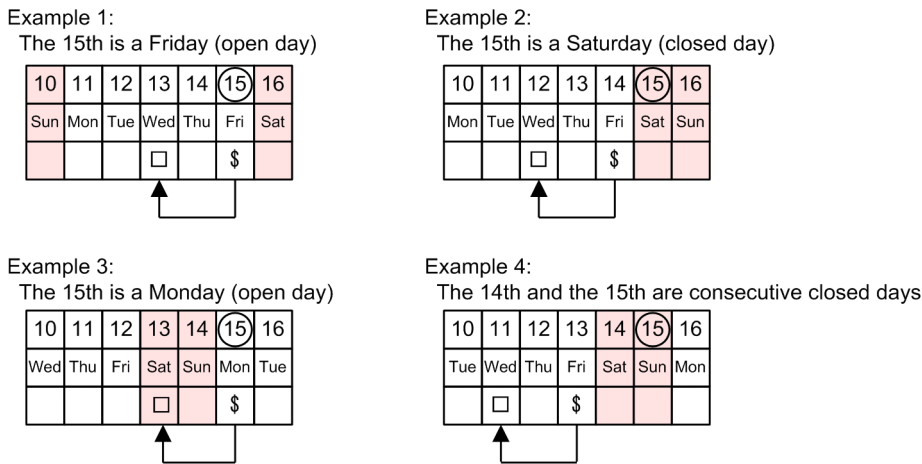 Example 1:
The 15th is a Friday (open day)
10 11 12 13 14 15 16
Sun Mon Tue Wed Thu Fri Sat
□ $
Example 2:
The 15th is a Saturday (closed day)
10 11 12 13 14 15 16
Mon Tue Wed Thu Fri Sat Sun
□ $
Example 3:
The 15th is a Monday (open day)
10 11 12 13 14 15 16
Wed Thu Fri Sat Sun Mon Tue
□ $
Example 4:
The 14th and the 15th are consecutive closed days
10 11 12 13 14 15 16
Tue Wed Thu Fri Sat Sun Mon
□ $